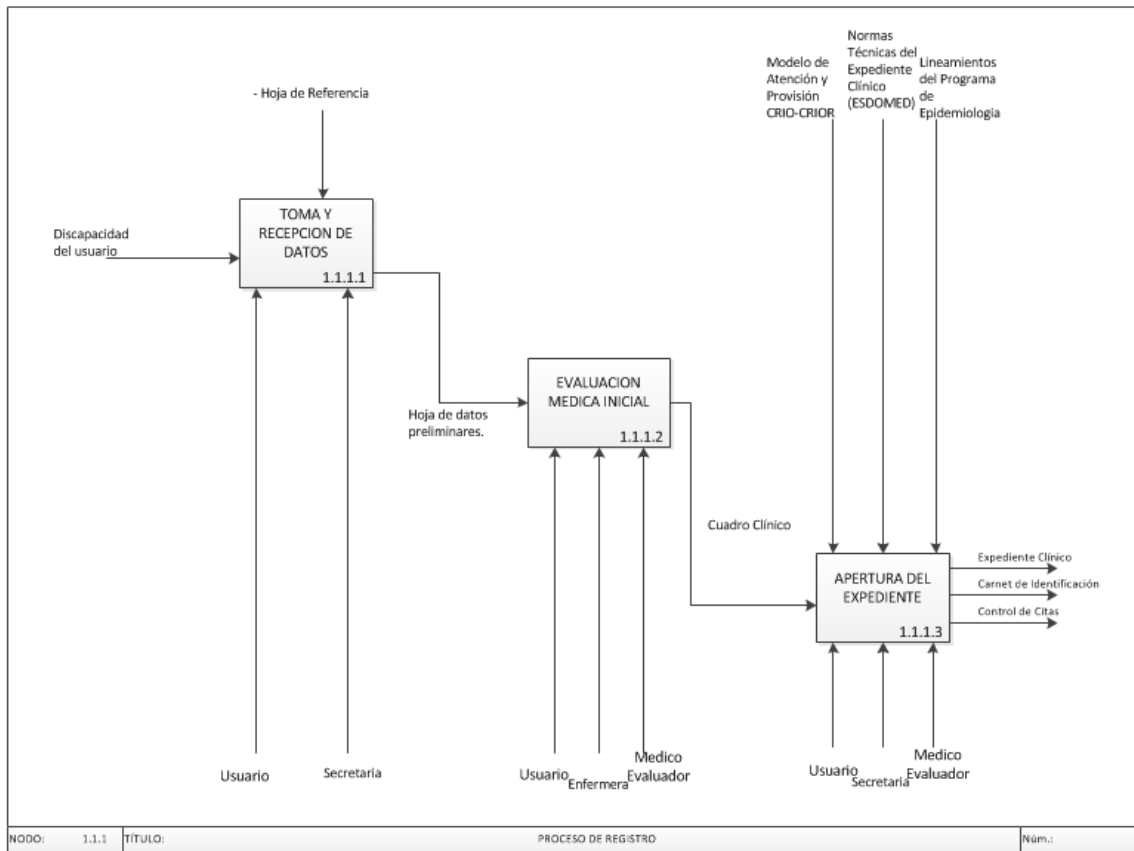 - Hoja de Referencia
Modelo de
Atención y
Provisión
CRIO-CRIOR
Normas
Técnicas del
Expediente
Clínico
(ESDOMED)
Lineamientos
del Programa
de
Epidemiología
Discapacidad
del usuario
TOMA Y
RECEPCION DE
DATOS
1.1.1.1
Hoja de datos
preliminares.
EVALUACION
MEDICA INICIAL
1.1.1.2
Cuadro Clínico
APERTURA DEL
EXPEDIENTE
1.1.1.3
Expediente Clínico
Carnet de Identificación
Control de Citas
Usuario
Secretaria
Usuario
Enfermera
Medico
Evaluador
Usuario
Secretaria
Medico
Evaluador
NODO: 1.1.1 TÍTULO: PROCESO DE REGISTRO Núm.: